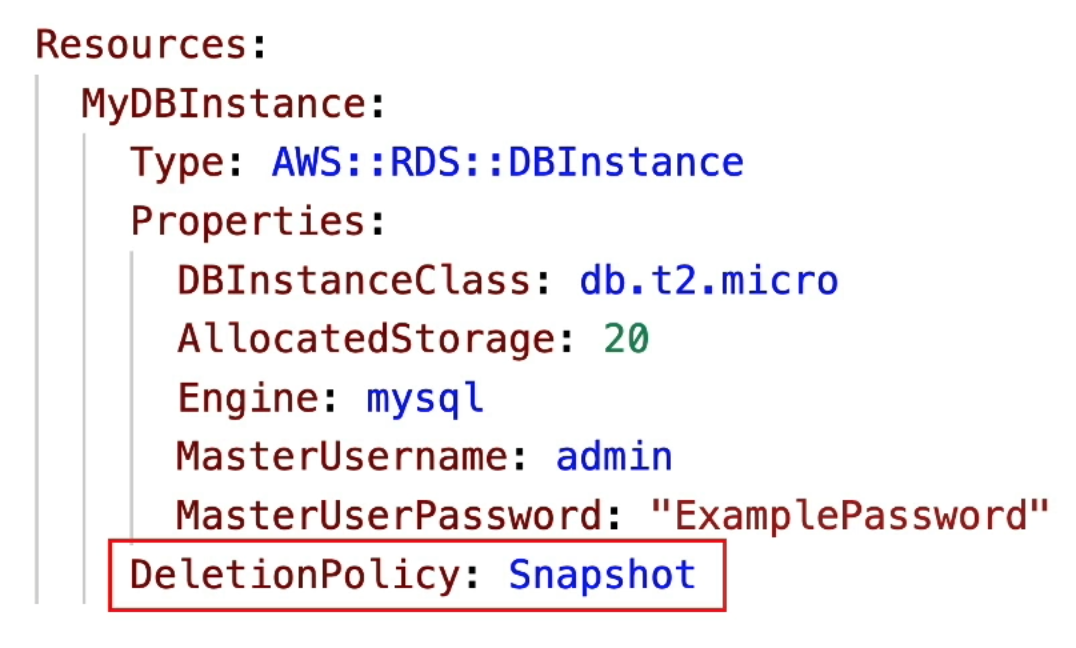 Resources:
  MyDBInstance:
    Type: AWS::RDS::DBInstance
    Properties:
      DBInstanceClass: db.t2.micro
      AllocatedStorage: 20
      Engine: mysql
      MasterUsername: admin
      MasterUserPassword: "ExamplePassword"
    DeletionPolicy: Snapshot